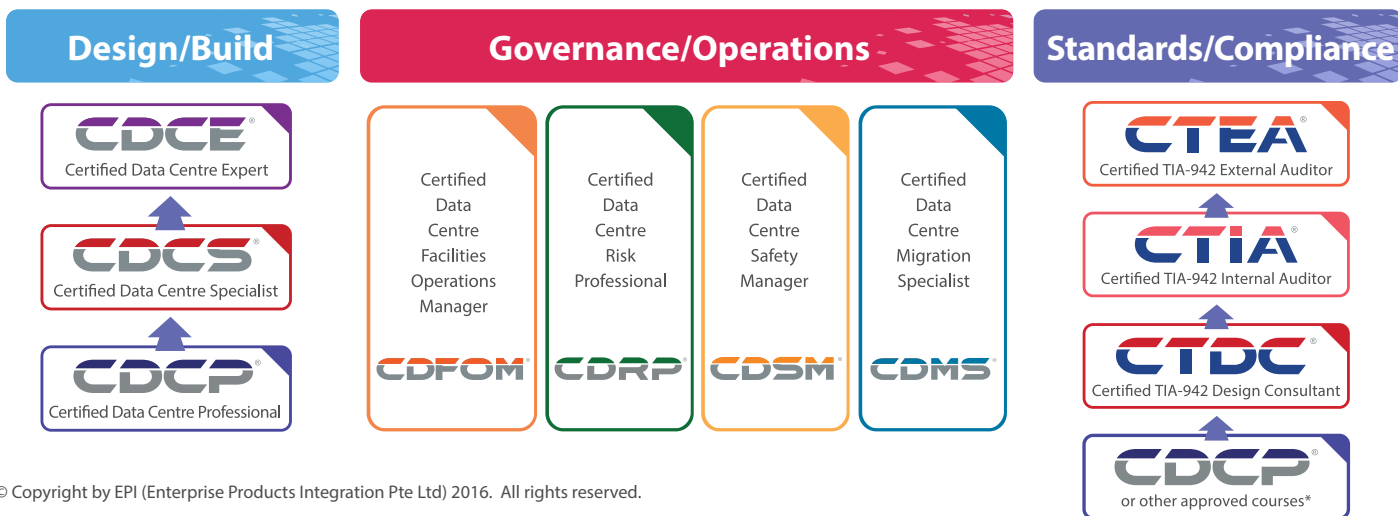 Design/Build
CDCE®
Certified Data Centre Expert
CDCS®
Certified Data Centre Specialist
CDCP®
Certified Data Centre Professional
Governance/Operations
Certified
Data
Centre
Facilities
Operations
Manager
CDFOM®
Certified
Data
Centre
Risk
Professional
CDRP®
Certified
Data
Centre
Safety
Manager
CDSM®
Certified
Data
Centre
Migration
Specialist
CDMS®
Standards/Compliance
CTEA®
Certified TIA-942 External Auditor
CTIA®
Certified TIA-942 Internal Auditor
CTDC®
Certified TIA-942 Design Consultant
CDCP®
or other approved courses*
© Copyright by EPI (Enterprise Products Integration Pte Ltd) 2016. All rights reserved.